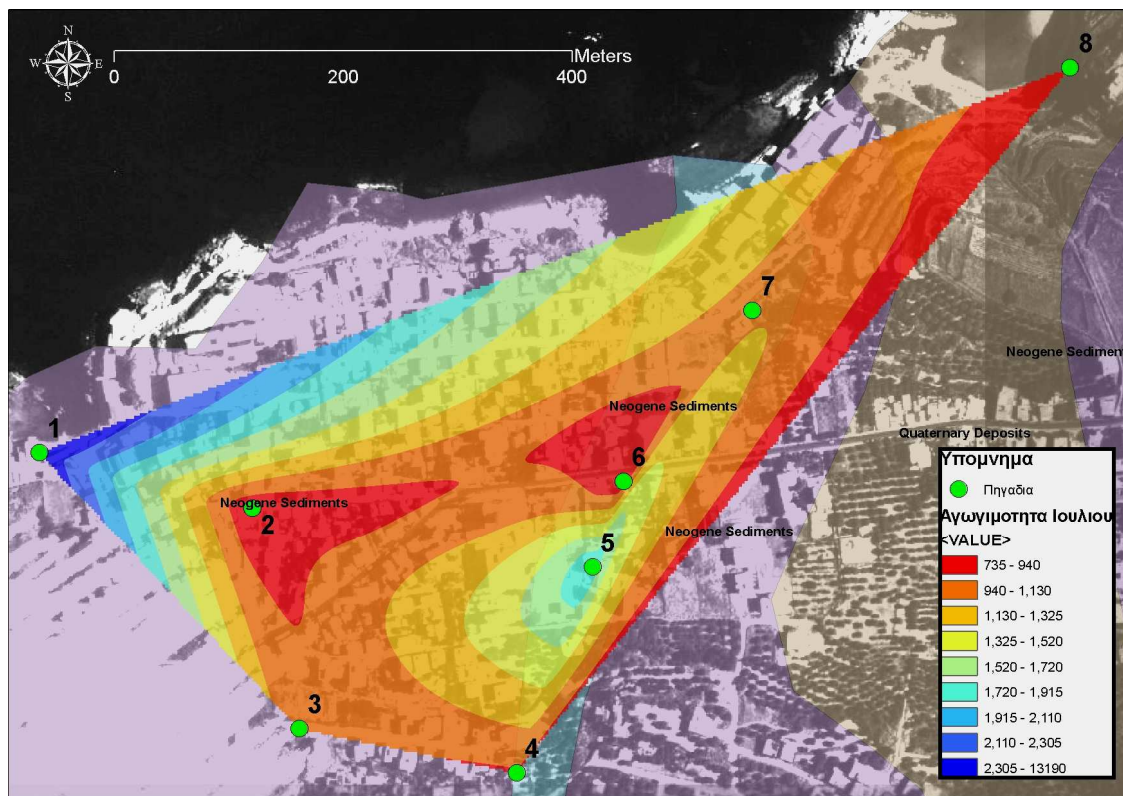 N
W E
S
Meters
0 200 400
8
7
Neogene Sediments
Neogene Sediments
Quaternary Deposits
1
6
Neogene Sediments
2
Neogene Sediments
5
3
4
Υπομνημα
Πηγαδια
Αγωγιμοτητα Ιουλιου
<VALUE>
735 - 940
940 - 1,130
1,130 - 1,325
1,325 - 1,520
1,520 - 1,720
1,720 - 1,915
1,915 - 2,110
2,110 - 2,305
2,305 - 13190